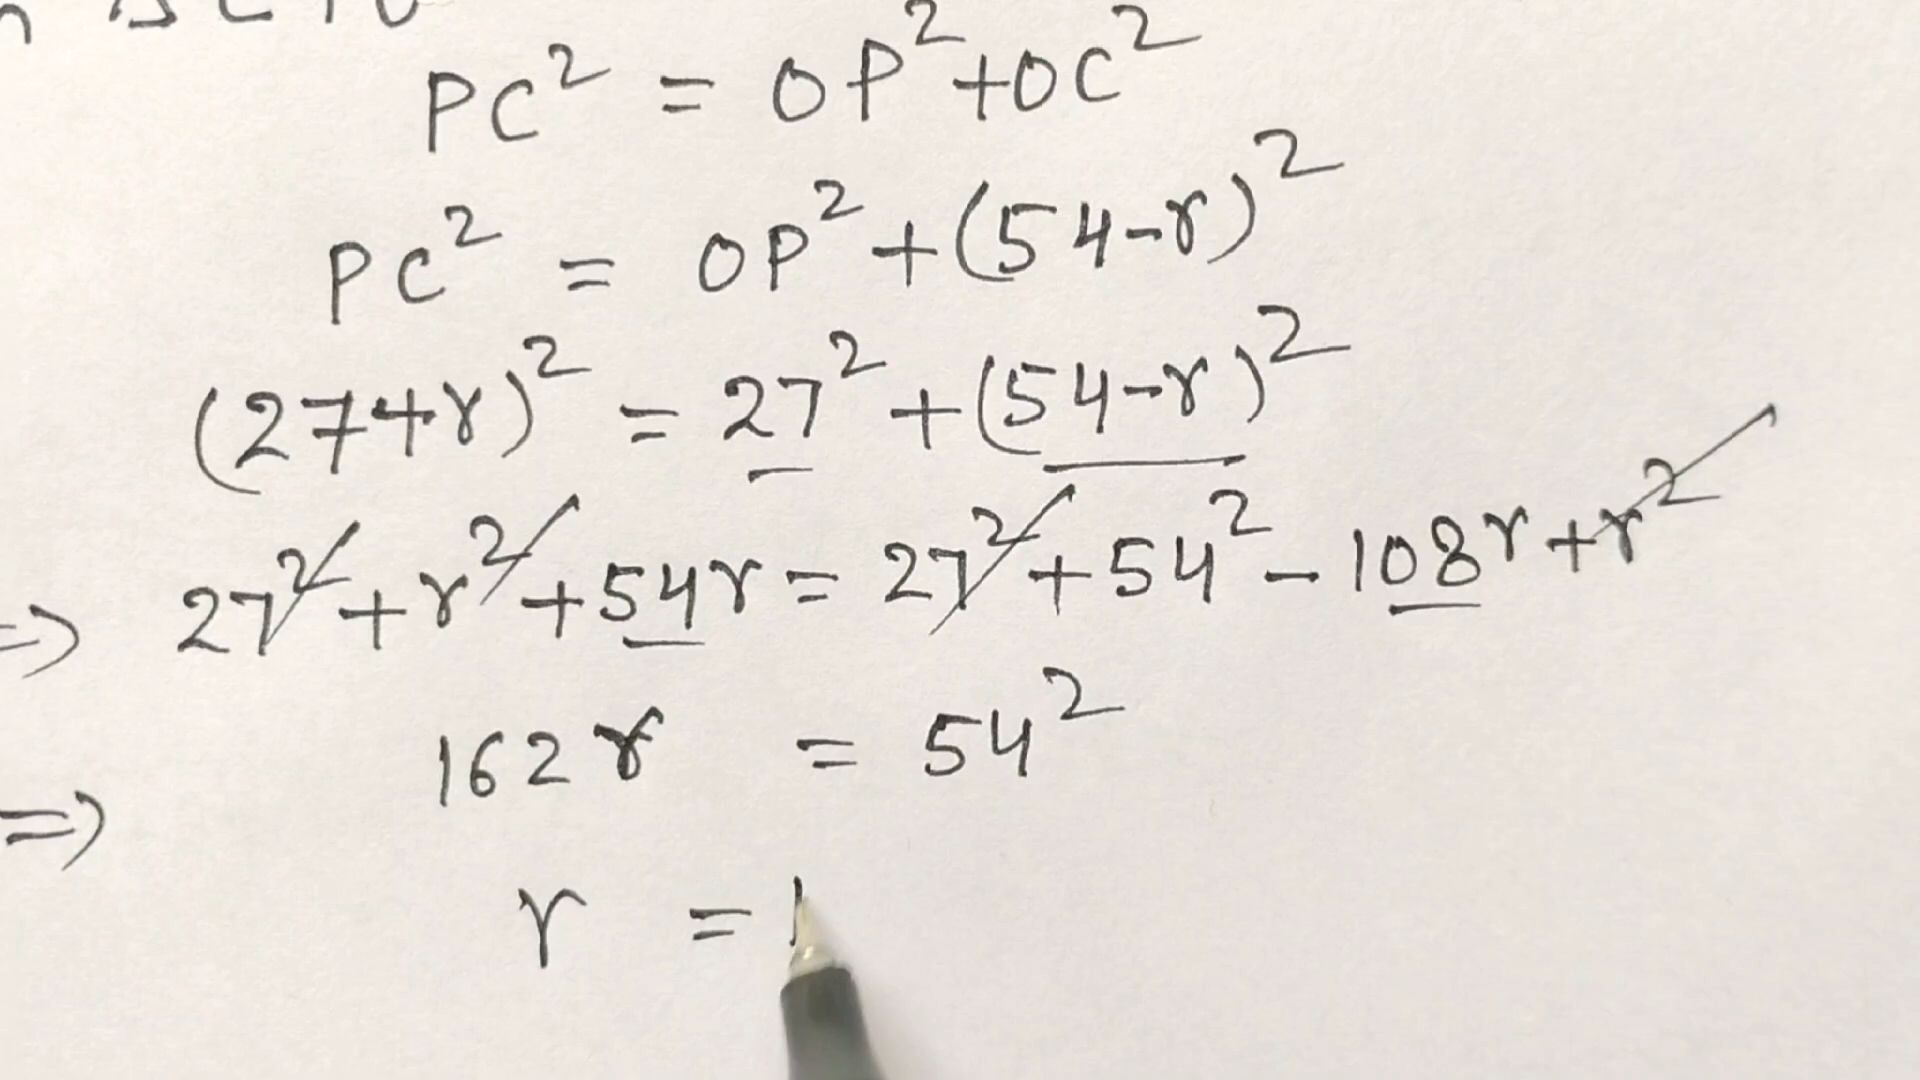 PC² = OP² + OC²
PC² = OP² + (54-r)²
(27+r)² = 27² + (54-r)²
=> 27² + r² + 54r = 27² + 54² - 108r + r²
162r = 54²
=>
r = 1